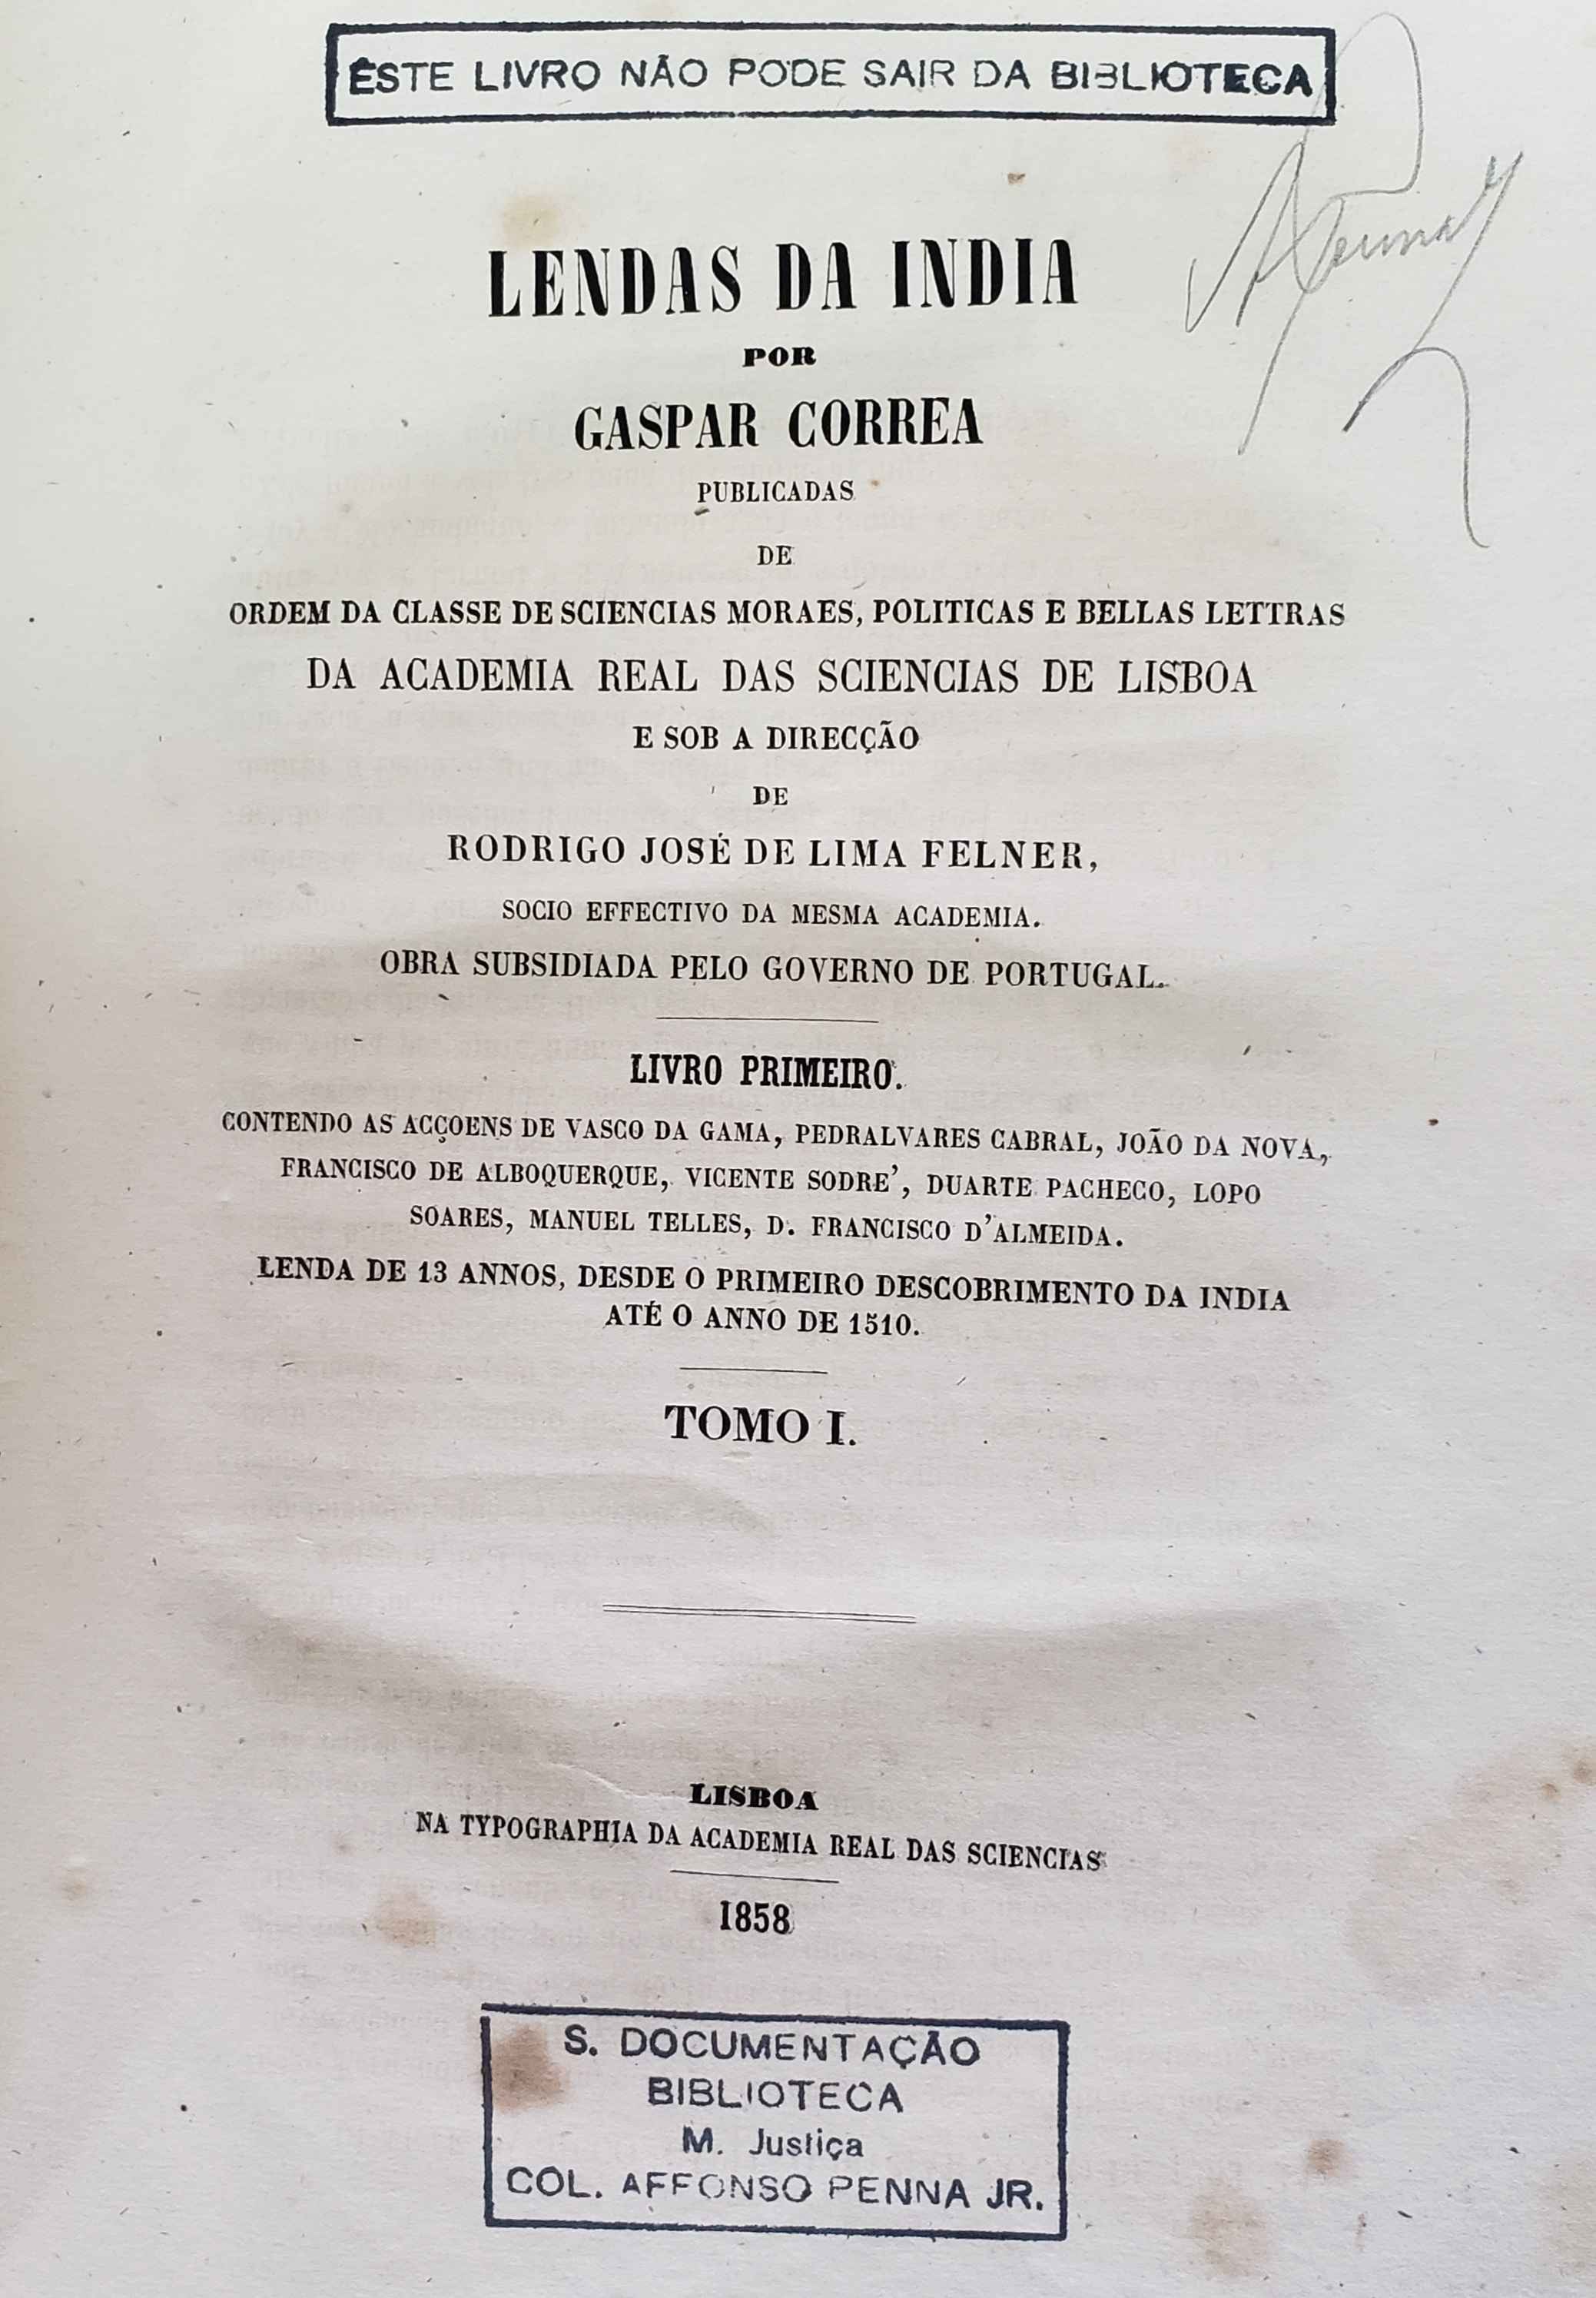 ÊSTE LIVRO NÃO PODE SAIR DA BIBLIOTECA
LENDAS DA INDIA
POR
GASPAR CORREA
PUBLICADAS
DE
ORDEM DA CLASSE DE SCIENCIAS MORAES, POLITICAS E BELLAS LETTRAS
DA ACADEMIA REAL DAS SCIENCIAS DE LISBOA
E SOB A DIRECÇÃO
DE
RODRIGO JOSÉ DE LIMA FELNER,
SOCIO EFFECTIVO DA MESMA ACADEMIA.
OBRA SUBSIDIADA PELO GOVERNO DE PORTUGAL.
LIVRO PRIMEIRO.
CONTENDO AS ACÇOENS DE VASCO DA GAMA, PEDRALVARES CABRAL, JOÃO DA NOVA,
FRANCISCO DE ALBOQUERQUE, VICENTE SODRE', DUARTE PACHECO, LOPO
SOARES, MANUEL TELLES, D. FRANCISCO D'ALMEIDA.
LENDA DE 13 ANNOS, DESDE O PRIMEIRO DESCOBRIMENTO DA INDIA
ATÉ O ANNO DE 1510.
TOMO I.
LISBOA
NA TYPOGRAPHIA DA ACADEMIA REAL DAS SCIENCIAS
1858
S. DOCUMENTAÇÃO
BIBLIOTECA
M. Justiça
COL. AFFONSO PENNA JR.